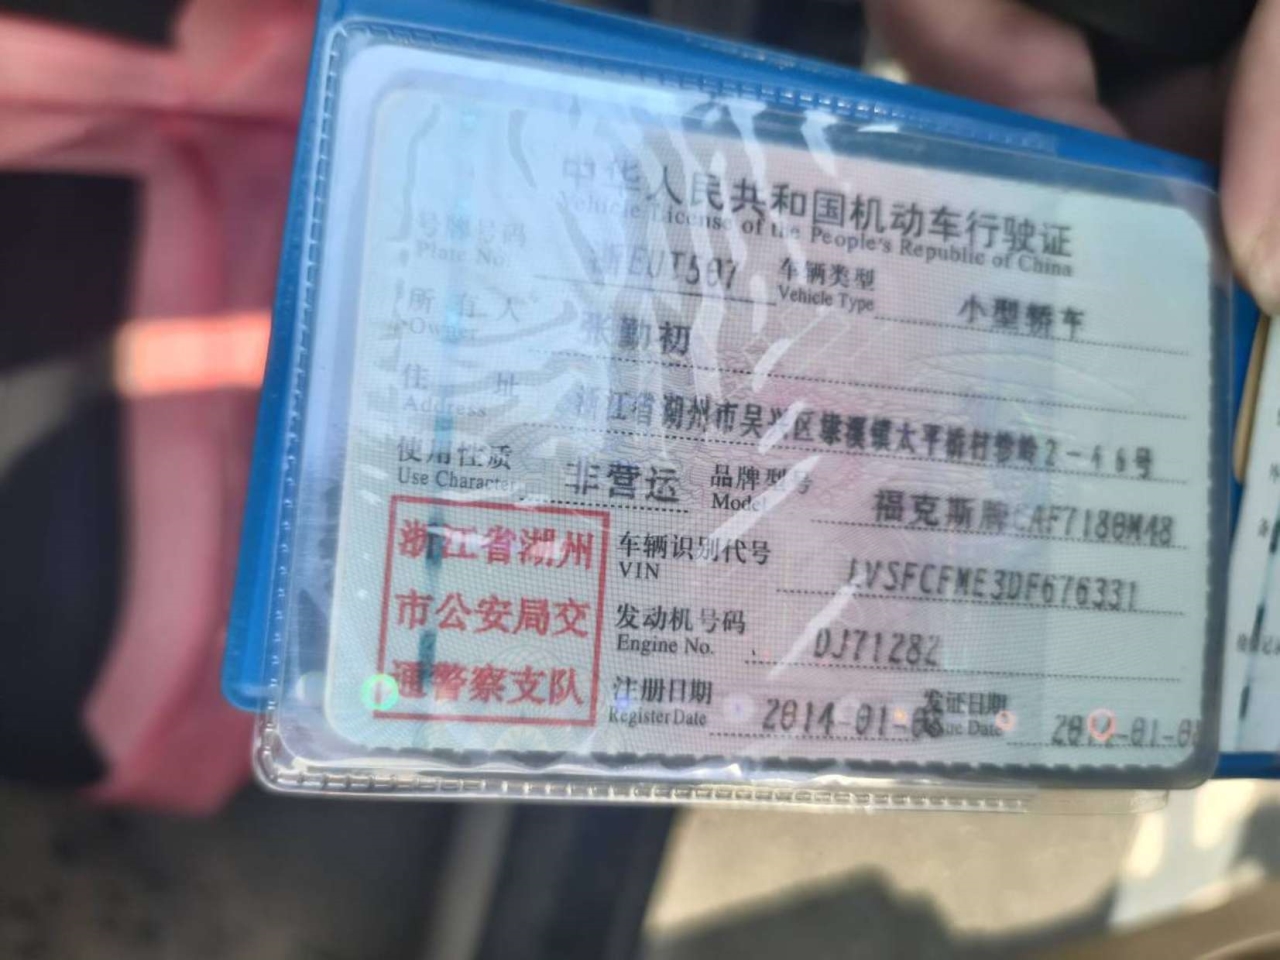 中华人民共和国机动车行驶证
Vehicle License of the People's Republic of China
号牌号码 浙EUT507 车辆类型 小型轿车
Plate No. Vehicle Type
所有人 张勤初
Owner
住址 浙江省湖州市吴兴区埭溪镇太平桥村 2-46号
Address
使用性质 非营运 品牌型号 福克斯牌CAF7180M48
Use Character Model
浙江省湖州
市公安局交
通警察支队
车辆识别代号 LVSFCFME3DF676331
VIN
发动机号码 DJ71282
Engine No.
注册日期 2014-01-08 发证日期 2014-01-08
Register Date Issue Date